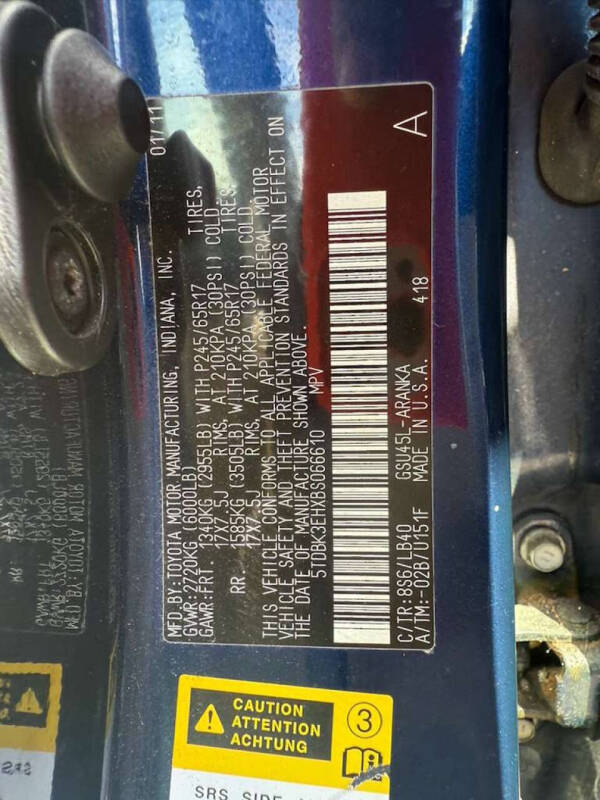 MFD.BY:TOYOTA MOTOR MANUFACTURING, INDIANA, INC. 01/11
GVWR:2720KG (6000LB)
GAWR:FRT. 1340KG (2955LB) WITH P245/65R17 TIRES,
17X7.5J RIMS, AT 210KPA (30PSI) COLD.
RR. 1585KG (3505LB) WITH P245/65R17 TIRES,
17X7.5J RIMS, AT 210KPA (30PSI) COLD.
THIS VEHICLE CONFORMS TO ALL APPLICABLE FEDERAL MOTOR
VEHICLE SAFETY AND THEFT PREVENTION STANDARDS IN EFFECT ON
THE DATE OF MANUFACTURE SHOWN ABOVE.
5TDBK3EHXBS066610 MPV
C/TR:8S6/LB40 GSU45L-ARANKA 418
A/TM:-02B/U151F MADE IN U.S.A. A
CAUTION
ATTENTION
ACHTUNG
3
SRS SIDE